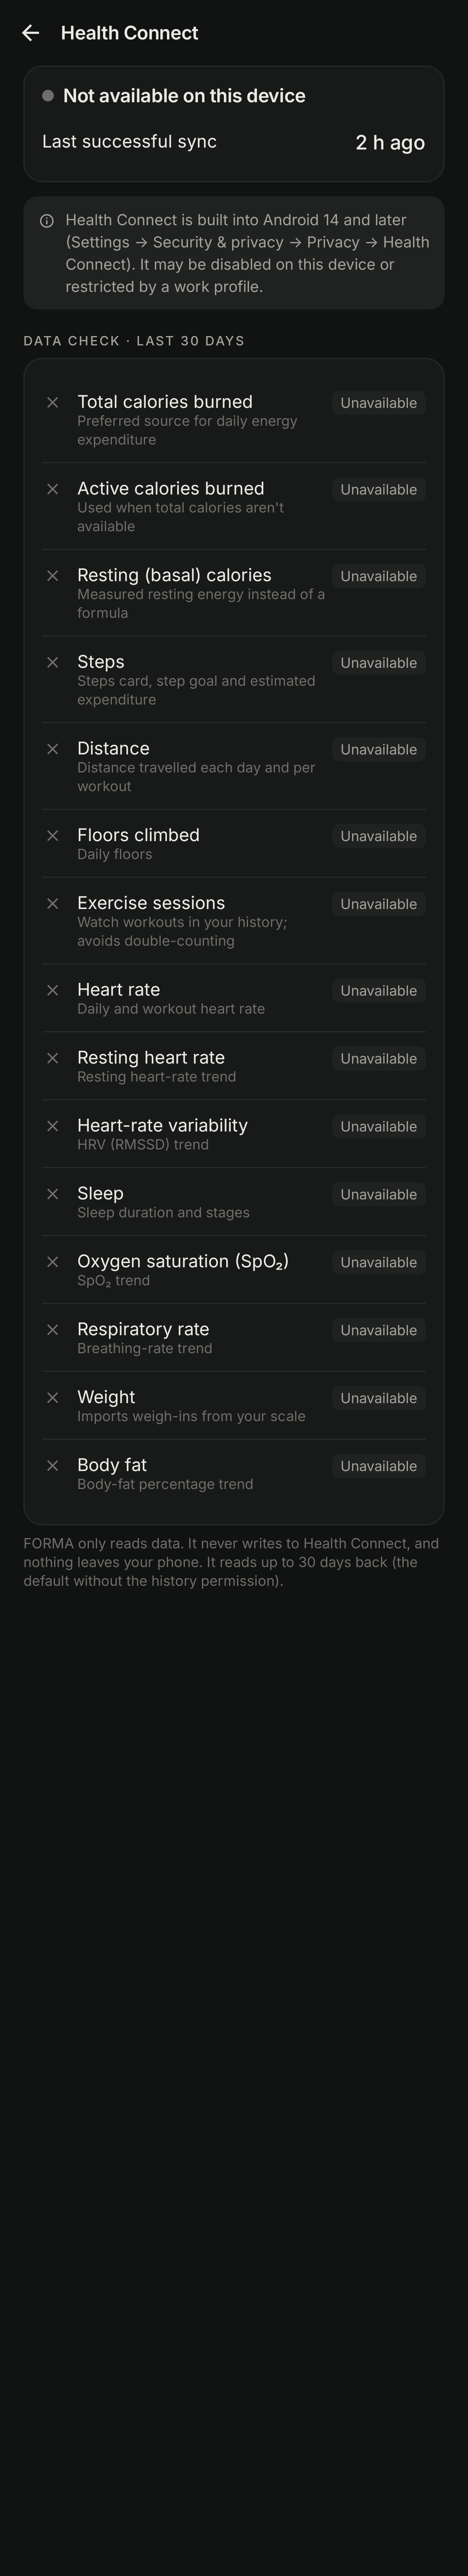 Health Connect
Not available on this device
Last successful sync
2 h ago
Health Connect is built into Android 14 and later
(Settings → Security & privacy → Privacy → Health
Connect). It may be disabled on this device or
restricted by a work profile.
DATA CHECK · LAST 30 DAYS
Total calories burned
Unavailable
Preferred source for daily energy
expenditure
Active calories burned
Unavailable
Used when total calories aren't
available
Resting (basal) calories
Unavailable
Measured resting energy instead of a
formula
Steps
Unavailable
Steps card, step goal and estimated
expenditure
Distance
Unavailable
Distance travelled each day and per
workout
Floors climbed
Unavailable
Daily floors
Exercise sessions
Unavailable
Watch workouts in your history;
avoids double-counting
Heart rate
Unavailable
Daily and workout heart rate
Resting heart rate
Unavailable
Resting heart-rate trend
Heart-rate variability
Unavailable
HRV (RMSSD) trend
Sleep
Unavailable
Sleep duration and stages
Oxygen saturation (SpO₂)
Unavailable
SpO₂ trend
Respiratory rate
Unavailable
Breathing-rate trend
Weight
Unavailable
Imports weigh-ins from your scale
Body fat
Unavailable
Body-fat percentage trend
FORMA only reads data. It never writes to Health Connect, and
nothing leaves your phone. It reads up to 30 days back (the
default without the history permission).